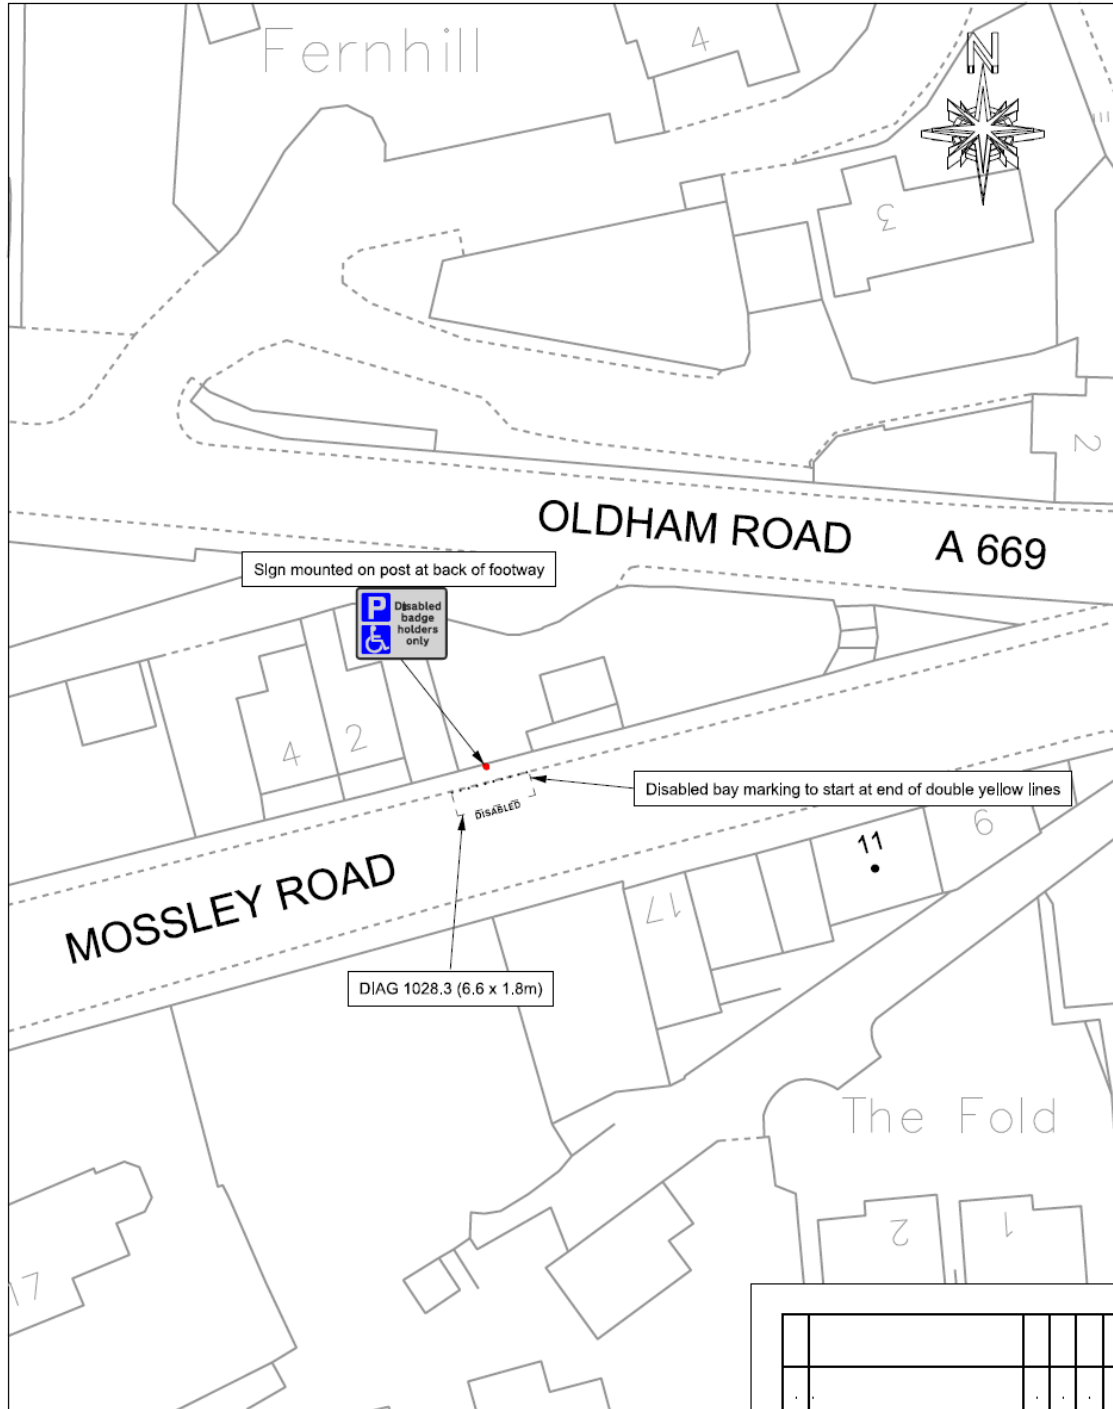 Fernhill
4
N
3
2
OLDHAM ROAD
A 669
Sign mounted on post at back of footway
P
Disabled
badge
holders
only
4
2
Disabled bay marking to start at end of double yellow lines
DISABLED
11
9
17
MOSSLEY ROAD
DIAG 1028.3 (6.6 x 1.8m)
The Fold
2
1
17